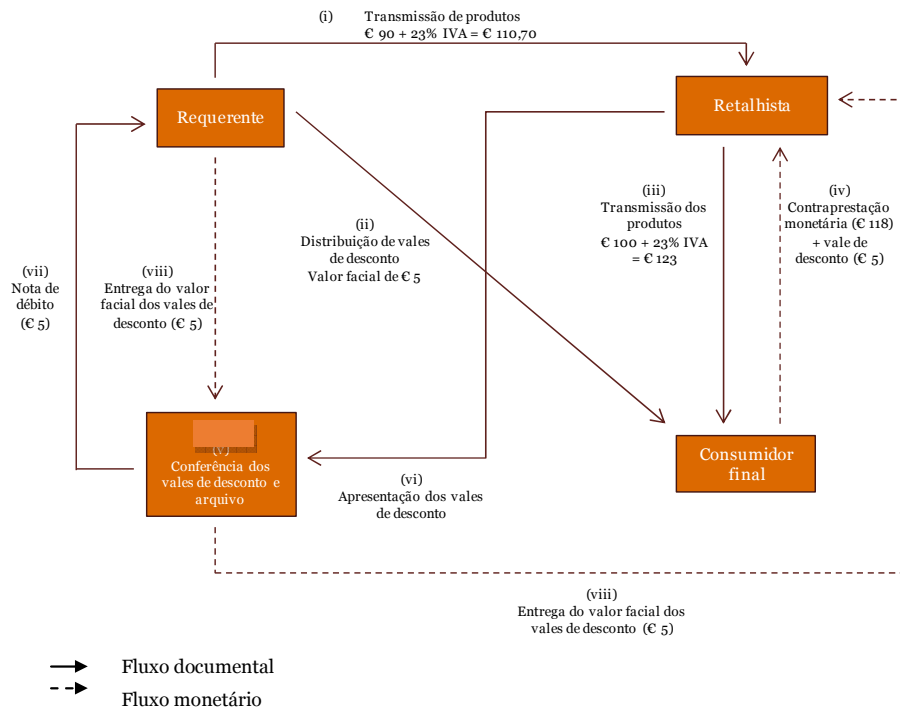 (i) Transmissão de produtos
€ 90 + 23% IVA = € 110,70
Requerente
Retalhista
(ii)
Distribuição de vales
de desconto
Valor facial de € 5
(iii)
Transmissão dos
produtos
€ 100 + 23% IVA
= € 123
(iv)
Contraprestação
monetária (€ 118)
+ vale de
desconto (€ 5)
(vii)
Nota de
débito
(€ 5)
(viii)
Entrega do valor
facial dos vales de
desconto (€ 5)
(v)
Conferência dos
vales de desconto e
arquivo
(vi)
Apresentação dos vales
de desconto
Consumidor
final
(viii)
Entrega do valor facial dos
vales de desconto (€ 5)
Fluxo documental
Fluxo monetário